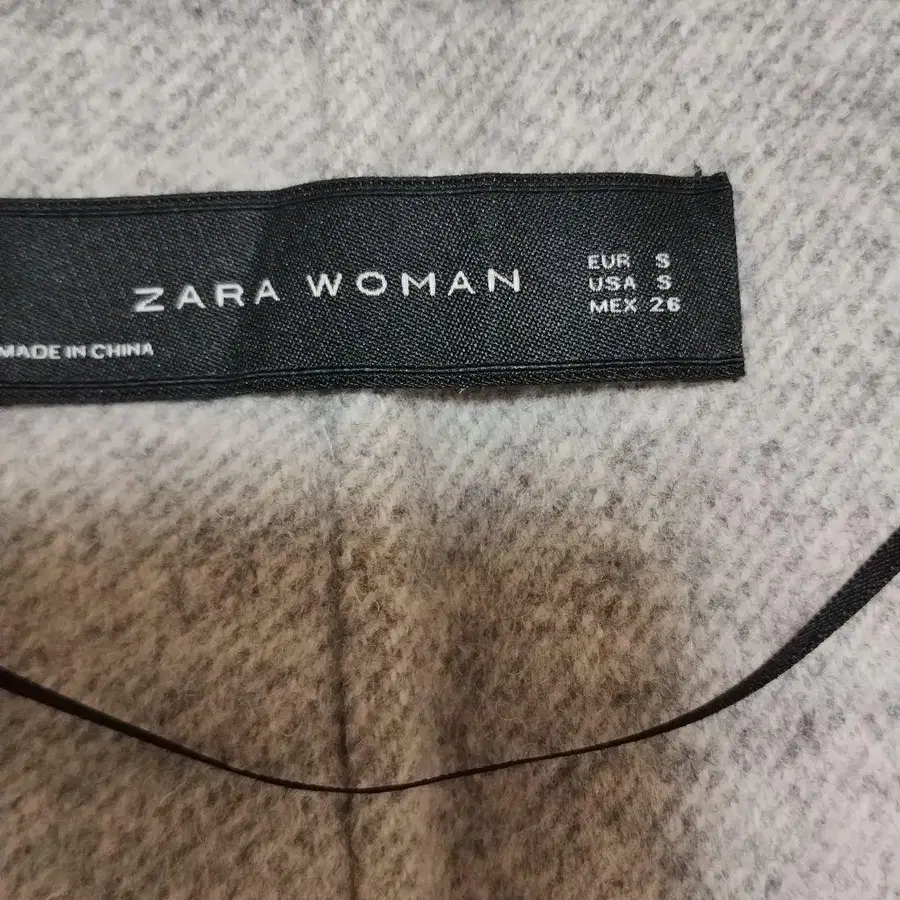 ZARA WOMAN
EUR S
USA S
MEX 26
MADE IN CHINA